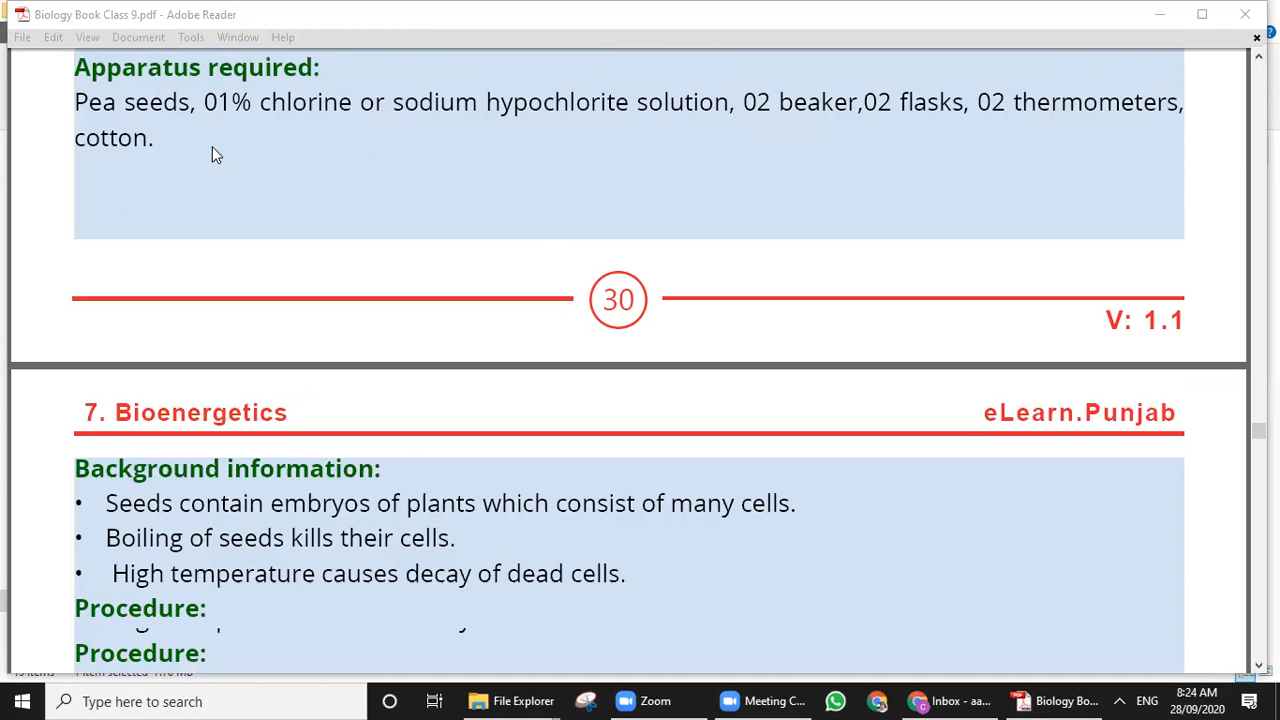 Biology Book Class 9.pdf - Adobe Reader
File Edit View Document Tools Window Help
Apparatus required:
Pea seeds, 01% chlorine or sodium hypochlorite solution, 02 beaker,02 flasks, 02 thermometers,
cotton.
30
V: 1.1
7. Bioenergetics eLearn.Punjab
Background information:
• Seeds contain embryos of plants which consist of many cells.
• Boiling of seeds kills their cells.
• High temperature causes decay of dead cells.
Procedure:
Procedure:
Type here to search
File Explorer
Zoom
Meeting C...
Inbox - aa...
Biology Bo...
ENG
8:24 AM
28/09/2020